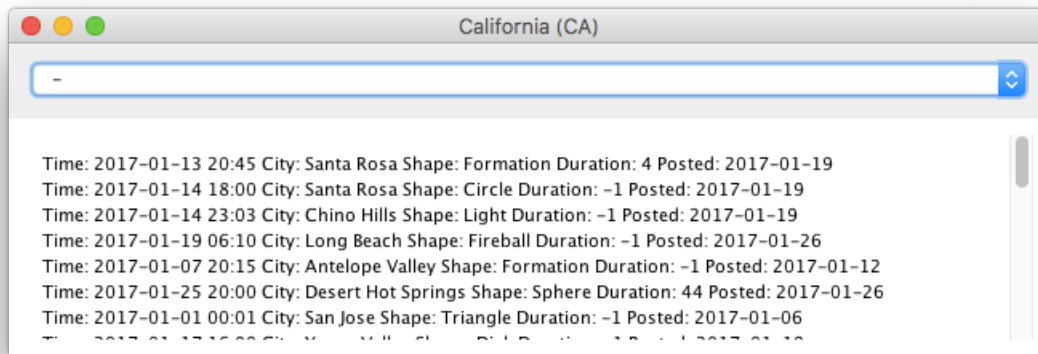 California (CA)
-
Time: 2017-01-13 20:45 City: Santa Rosa Shape: Formation Duration: 4 Posted: 2017-01-19
Time: 2017-01-14 18:00 City: Santa Rosa Shape: Circle Duration: -1 Posted: 2017-01-19
Time: 2017-01-14 23:03 City: Chino Hills Shape: Light Duration: -1 Posted: 2017-01-19
Time: 2017-01-19 06:10 City: Long Beach Shape: Fireball Duration: -1 Posted: 2017-01-26
Time: 2017-01-07 20:15 City: Antelope Valley Shape: Formation Duration: -1 Posted: 2017-01-12
Time: 2017-01-25 20:00 City: Desert Hot Springs Shape: Sphere Duration: 44 Posted: 2017-01-26
Time: 2017-01-01 00:01 City: San Jose Shape: Triangle Duration: -1 Posted: 2017-01-06